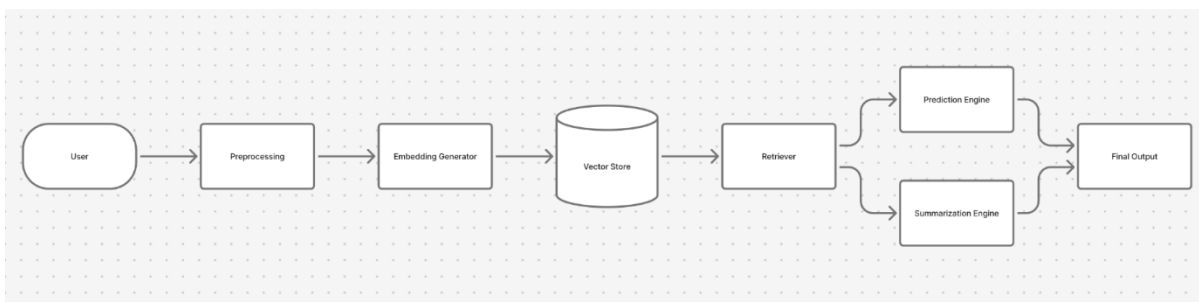 User
Preprocessing
Embedding Generator
Vector Store
Retriever
Prediction Engine
Summarization Engine
Final Output